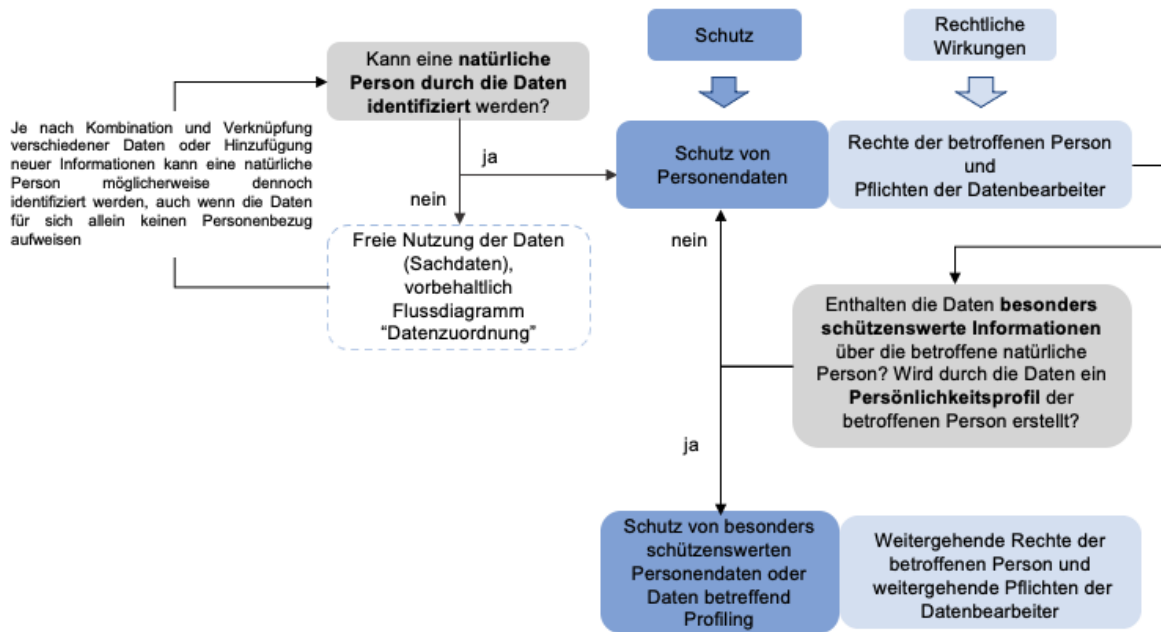 Schutz
Rechtliche
Wirkungen
Kann eine natürliche
Person durch die Daten
identifiziert werden?
Je nach Kombination und Verknüpfung
verschiedener Daten oder Hinzufügung
neuer Informationen kann eine natürliche
Person möglicherweise dennoch
identifiziert werden, auch wenn die Daten
für sich allein keinen Personenbezug
aufweisen
ja
nein
Schutz von
Personendaten
Rechte der betroffenen Person
und
Pflichten der Datenbearbeiter
Freie Nutzung der Daten
(Sachdaten),
vorbehaltlich
Flussdiagramm
“Datenzuordnung”
nein
Enthalten die Daten besonders
schützenswerte Informationen
über die betroffene natürliche
Person? Wird durch die Daten ein
Persönlichkeitsprofil der
betroffenen Person erstellt?
ja
Schutz von besonders
schützenswerten
Personendaten oder
Daten betreffend
Profiling
Weitergehende Rechte der
betroffenen Person und
weitergehende Pflichten der
Datenbearbeiter